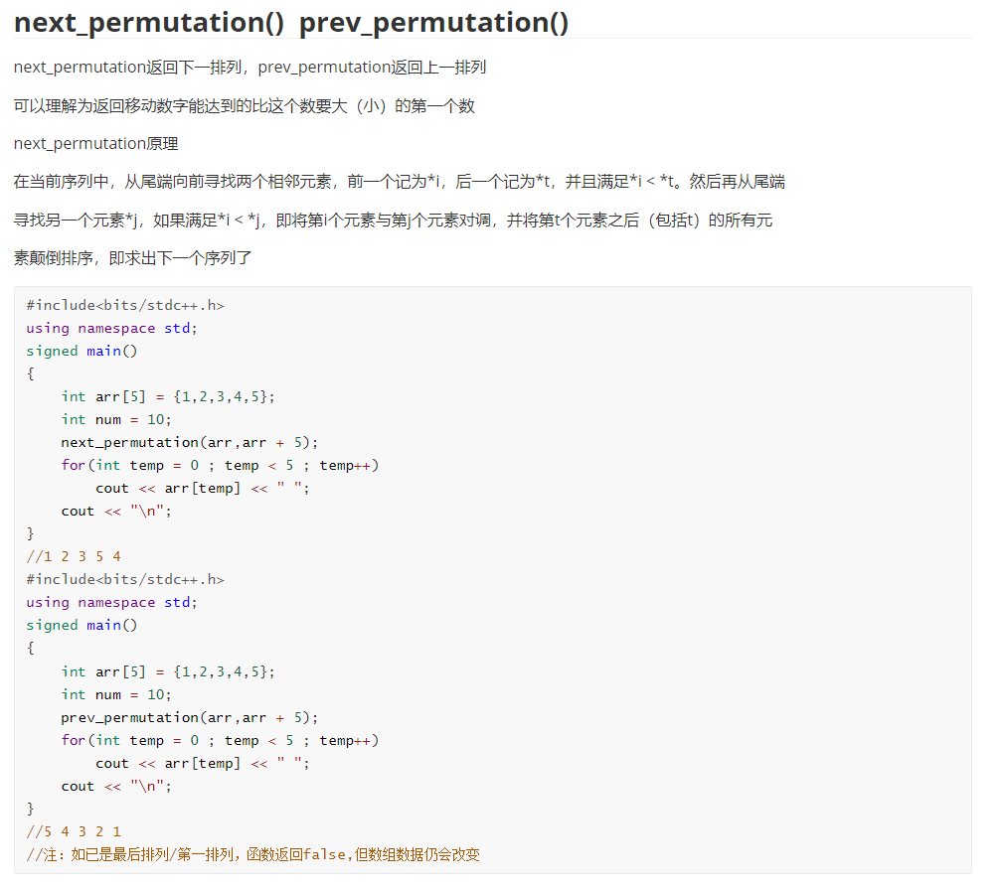 next_permutation()  prev_permutation()
next_permutation返回下一排列，prev_permutation返回上一排列
可以理解为返回移动数字能达到的比这个数要大（小）的第一个数
next_permutation原理
在当前序列中，从尾端向前寻找两个相邻元素，前一个记为*i，后一个记为*t，并且满足*i < *t。然后再从尾端
寻找另一个元素*j，如果满足*i < *j，即将第i个元素与第j个元素对调，并将第t个元素之后（包括t）的所有元
素颠倒排序，即求出下一个序列了
#include<bits/stdc++.h>
using namespace std;
signed main()
{
    int arr[5] = {1,2,3,4,5};
    int num = 10;
    next_permutation(arr,arr + 5);
    for(int temp = 0 ; temp < 5 ; temp++)
        cout << arr[temp] << " ";
    cout << "\n";
}
//1 2 3 5 4
#include<bits/stdc++.h>
using namespace std;
signed main()
{
    int arr[5] = {1,2,3,4,5};
    int num = 10;
    prev_permutation(arr,arr + 5);
    for(int temp = 0 ; temp < 5 ; temp++)
        cout << arr[temp] << " ";
    cout << "\n";
}
//5 4 3 2 1
//注：如已是最后排列/第一排列，函数返回false,但数组数据仍会改变